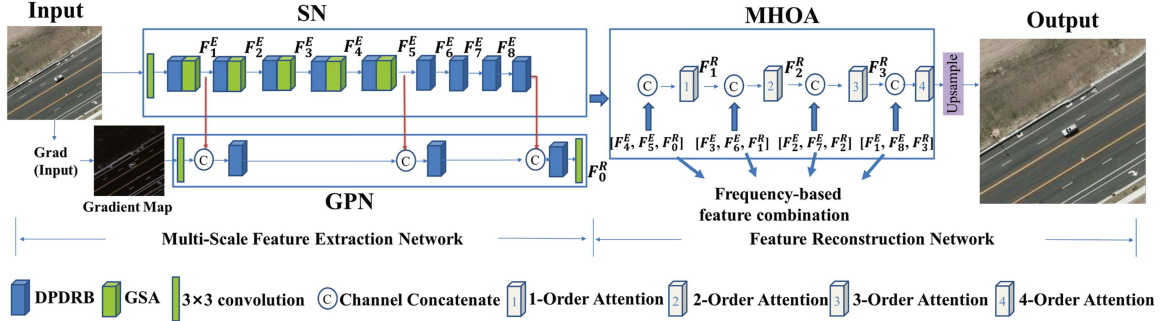 Input
SN
MHOA
Output
F_1^E F_2^E F_3^E F_4^E F_5^E F_6^E F_7^E F_8^E
F_1^R F_2^R F_3^R
C 1 C 2 C 3 C 4
Upsample
Grad
(Input)
C C C
F_0^R
[F_4^E, F_5^E, F_0^R] [F_3^E, F_6^E, F_1^R] [F_2^E, F_7^E, F_2^R] [F_1^E, F_8^E, F_3^R]
Gradient Map
GPN
Frequency-based
feature combination
Multi-Scale Feature Extraction Network
Feature Reconstruction Network
DPDRB GSA 3×3 convolution C Channel Concatenate 1 1-Order Attention 2 2-Order Attention 3 3-Order Attention 4 4-Order Attention